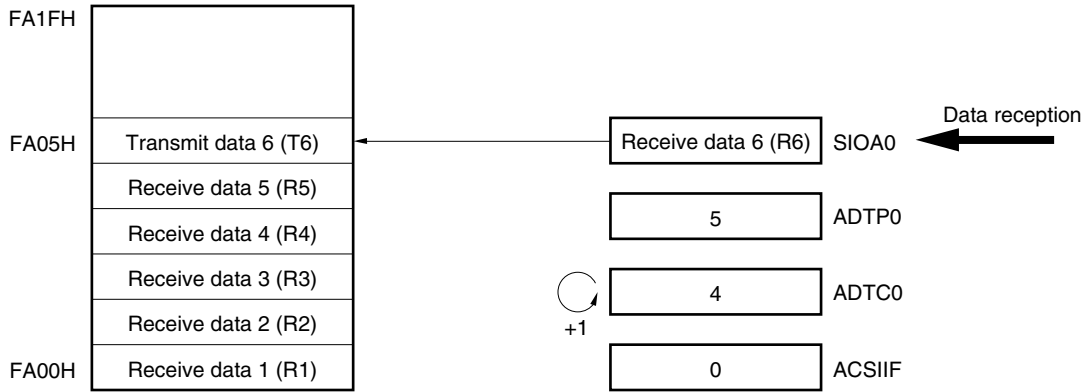 FA1FH
Data reception
FA05H
Transmit data 6 (T6)
Receive data 6 (R6)
SIOA0
Receive data 5 (R5)
5
ADTP0
Receive data 4 (R4)
Receive data 3 (R3)
4
ADTC0
+1
Receive data 2 (R2)
FA00H
Receive data 1 (R1)
0
ACSIIF